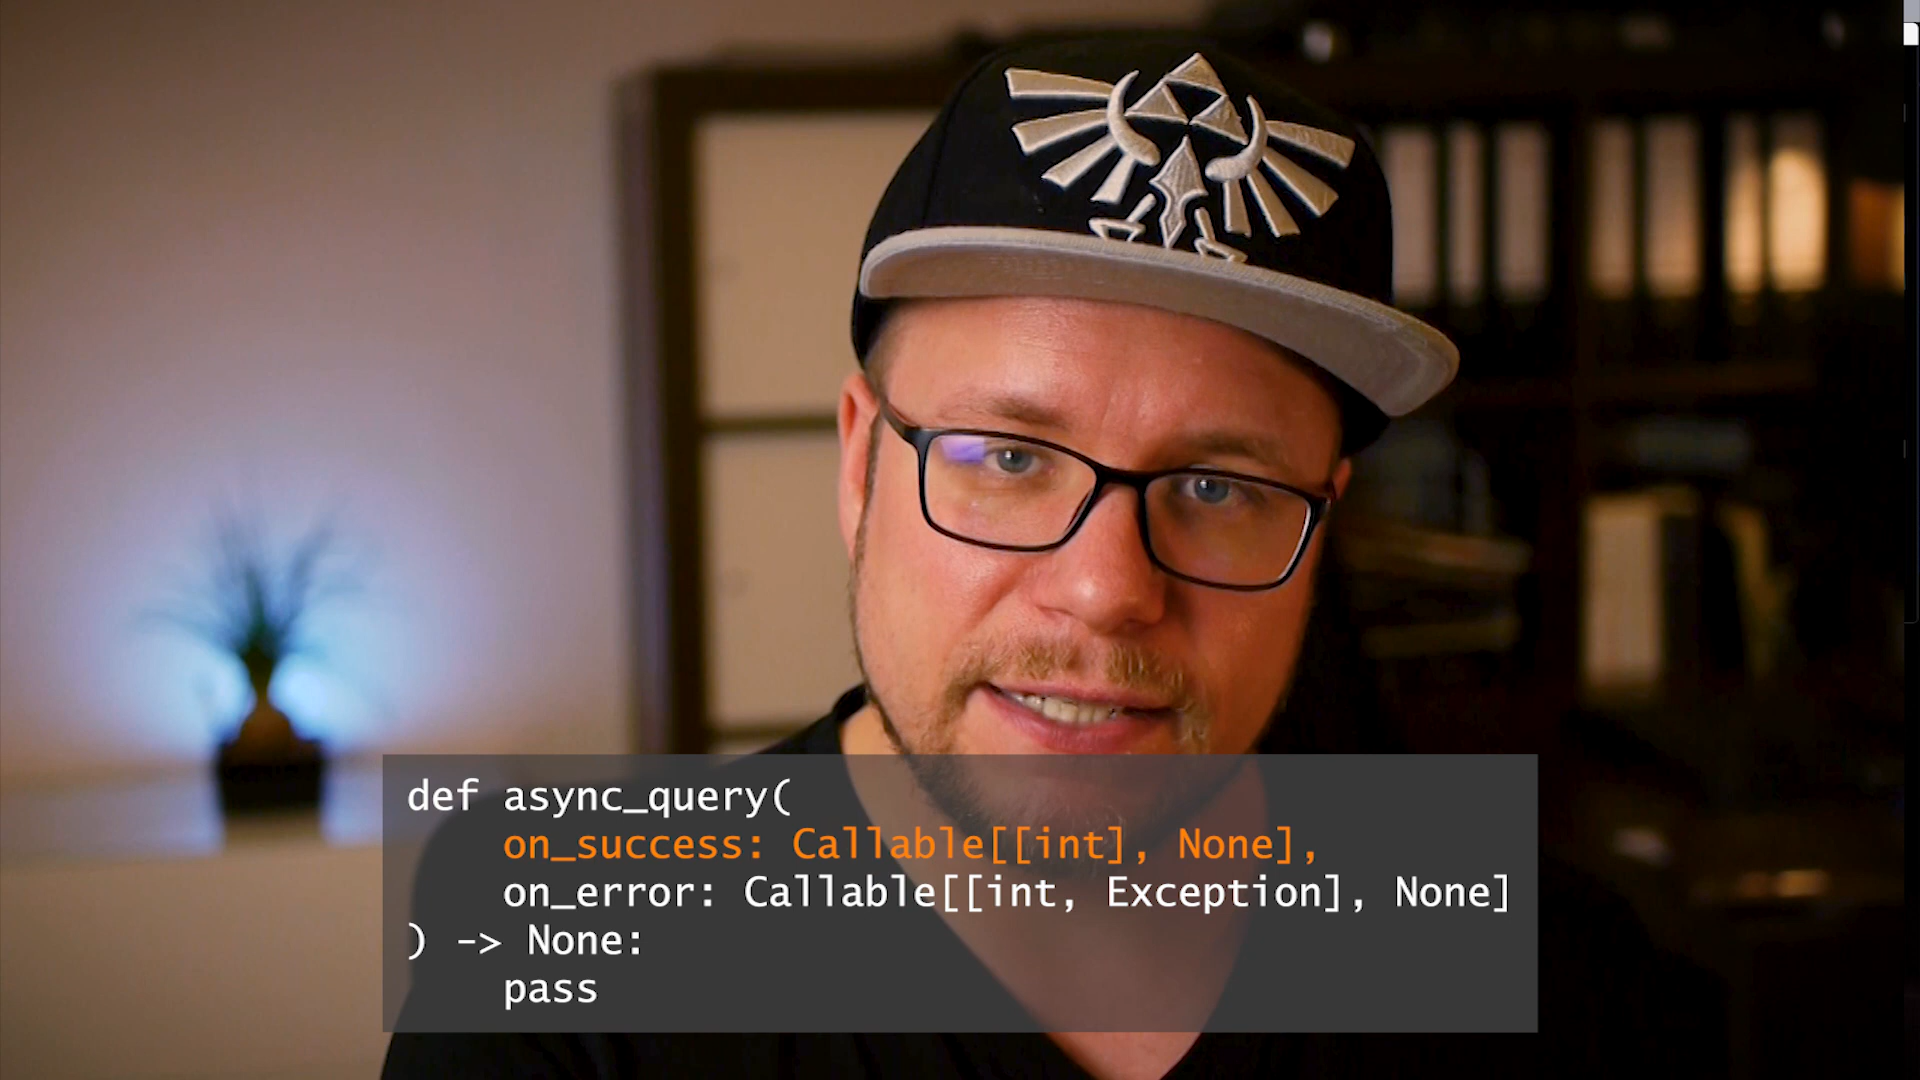 def async_query(
    on_success: Callable[[int], None],
    on_error: Callable[[int, Exception], None]
) -> None:
    pass